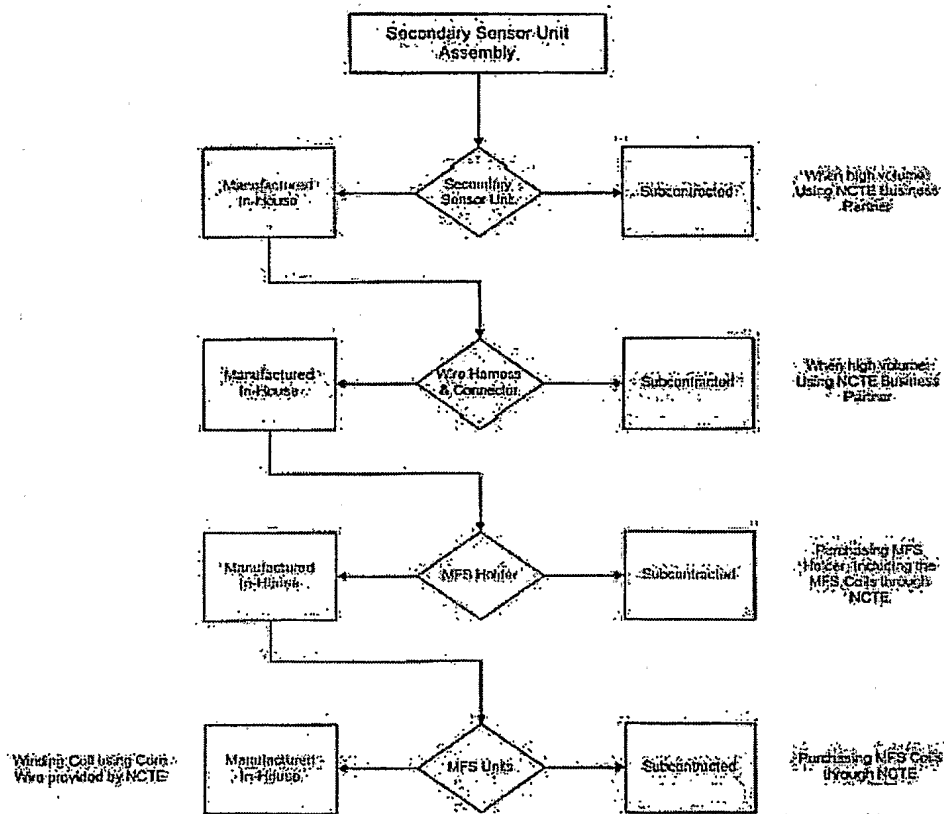 Secondary Sensor Unit
Assembly
Manufactured
In-House
Secondary
Sensor Unit
Subcontracted
When high volume:
Using NCTE Business
Partner
Manufactured
In-House
Wire Harness
& Connector
Subcontracted
When high volume:
Using NCTE Business
Partner
Manufactured
In-House
MFS Holder
Subcontracted
Purchasing MFS
Holder, including the
MFS Coils through
NCTE
Winding Coil using
Wire provided by NCTE
Manufactured
In-House
MFS Units
Subcontracted
Purchasing MFS Coils
through NCTE